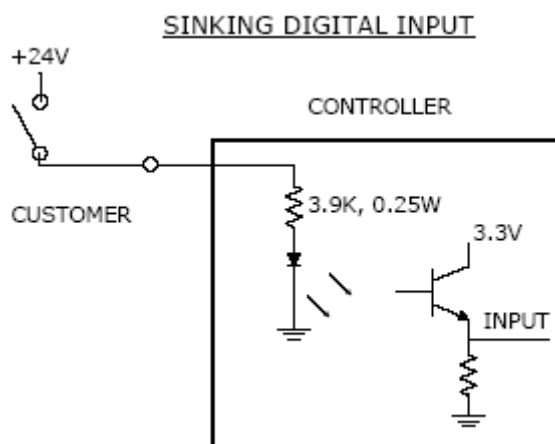 SINKING DIGITAL INPUT
+24V
CONTROLLER
CUSTOMER
3.9K, 0.25W
3.3V
INPUT